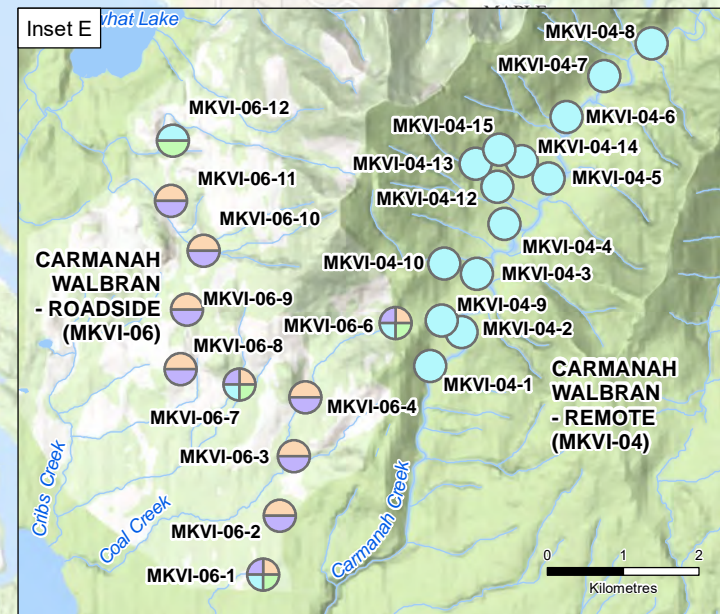 Inset E
what Lake
MKVI-04-8
MKVI-04-7
MKVI-06-12
MKVI-04-6
MKVI-04-15
MKVI-04-14
MKVI-04-13
MKVI-06-11
MKVI-04-5
MKVI-04-12
MKVI-06-10
MKVI-04-4
CARMANAH
WALBRAN
- ROADSIDE
(MKVI-06)
MKVI-04-10
MKVI-04-3
MKVI-06-9
MKVI-04-9
MKVI-06-6
MKVI-04-2
MKVI-06-8
CARMANAH
WALBRAN
- REMOTE
(MKVI-04)
MKVI-04-1
MKVI-06-7
MKVI-06-4
MKVI-06-3
Cribs Creek
Coal Creek
Carmanah Creek
MKVI-06-2
MKVI-06-1
0 1 2
Kilometres